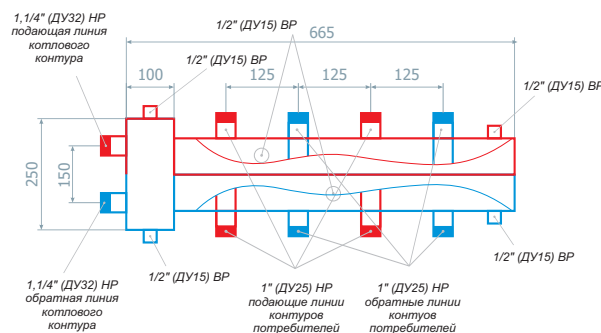 1,1/4" (ДУ32) НР
подающая линия
котлового
контура
1/2" (ДУ15) ВР
665
1/2" (ДУ15) ВР
100
125
125
125
1/2" (ДУ15) ВР
250
150
1/2" (ДУ15) ВР
1/2" (ДУ15) ВР
1,1/4" (ДУ32) НР
обратная линия
котлового
контура
1" (ДУ25) НР
подающие линии
контуров
потребителей
1" (ДУ25) НР
обратные линии
контуов
потребителей